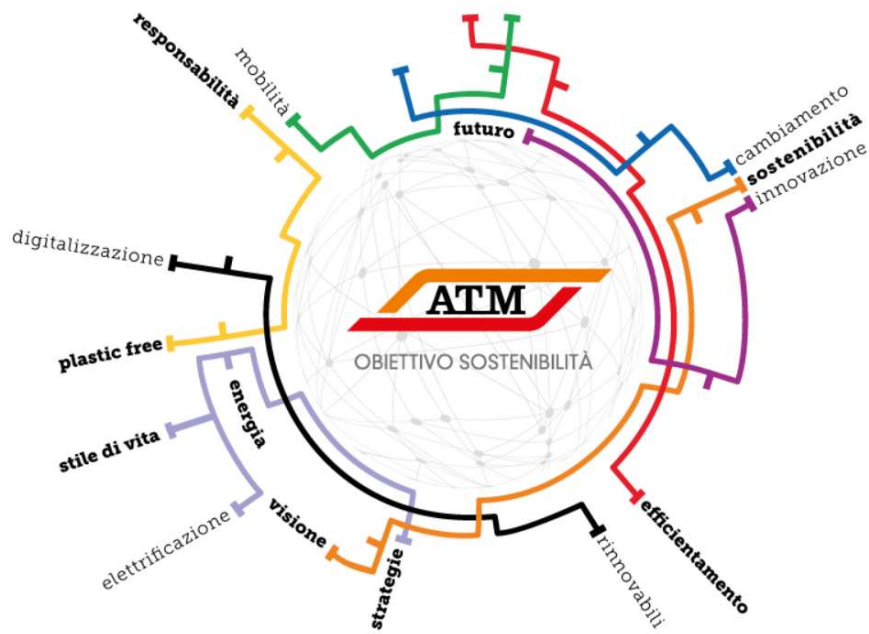 responsabilità
mobilità
futuro
cambiamento
sostenibilità
innovazione
digitalizzazione
ATM
OBIETTIVO SOSTENIBILITÀ
plastic free
energia
stile di vita
elettrificazione
visione
strategie
efficientamento
rinnovabili